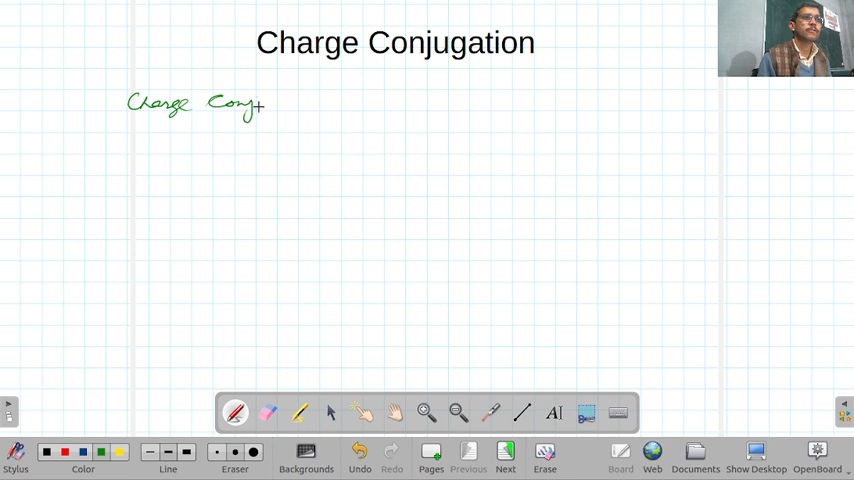 Charge Conjugation
Charge Conj
Stylus
Color
Line
Eraser
Backgrounds
Undo
Redo
Pages
Previous
Next
Erase
Board
Web
Documents
Show Desktop
OpenBoard